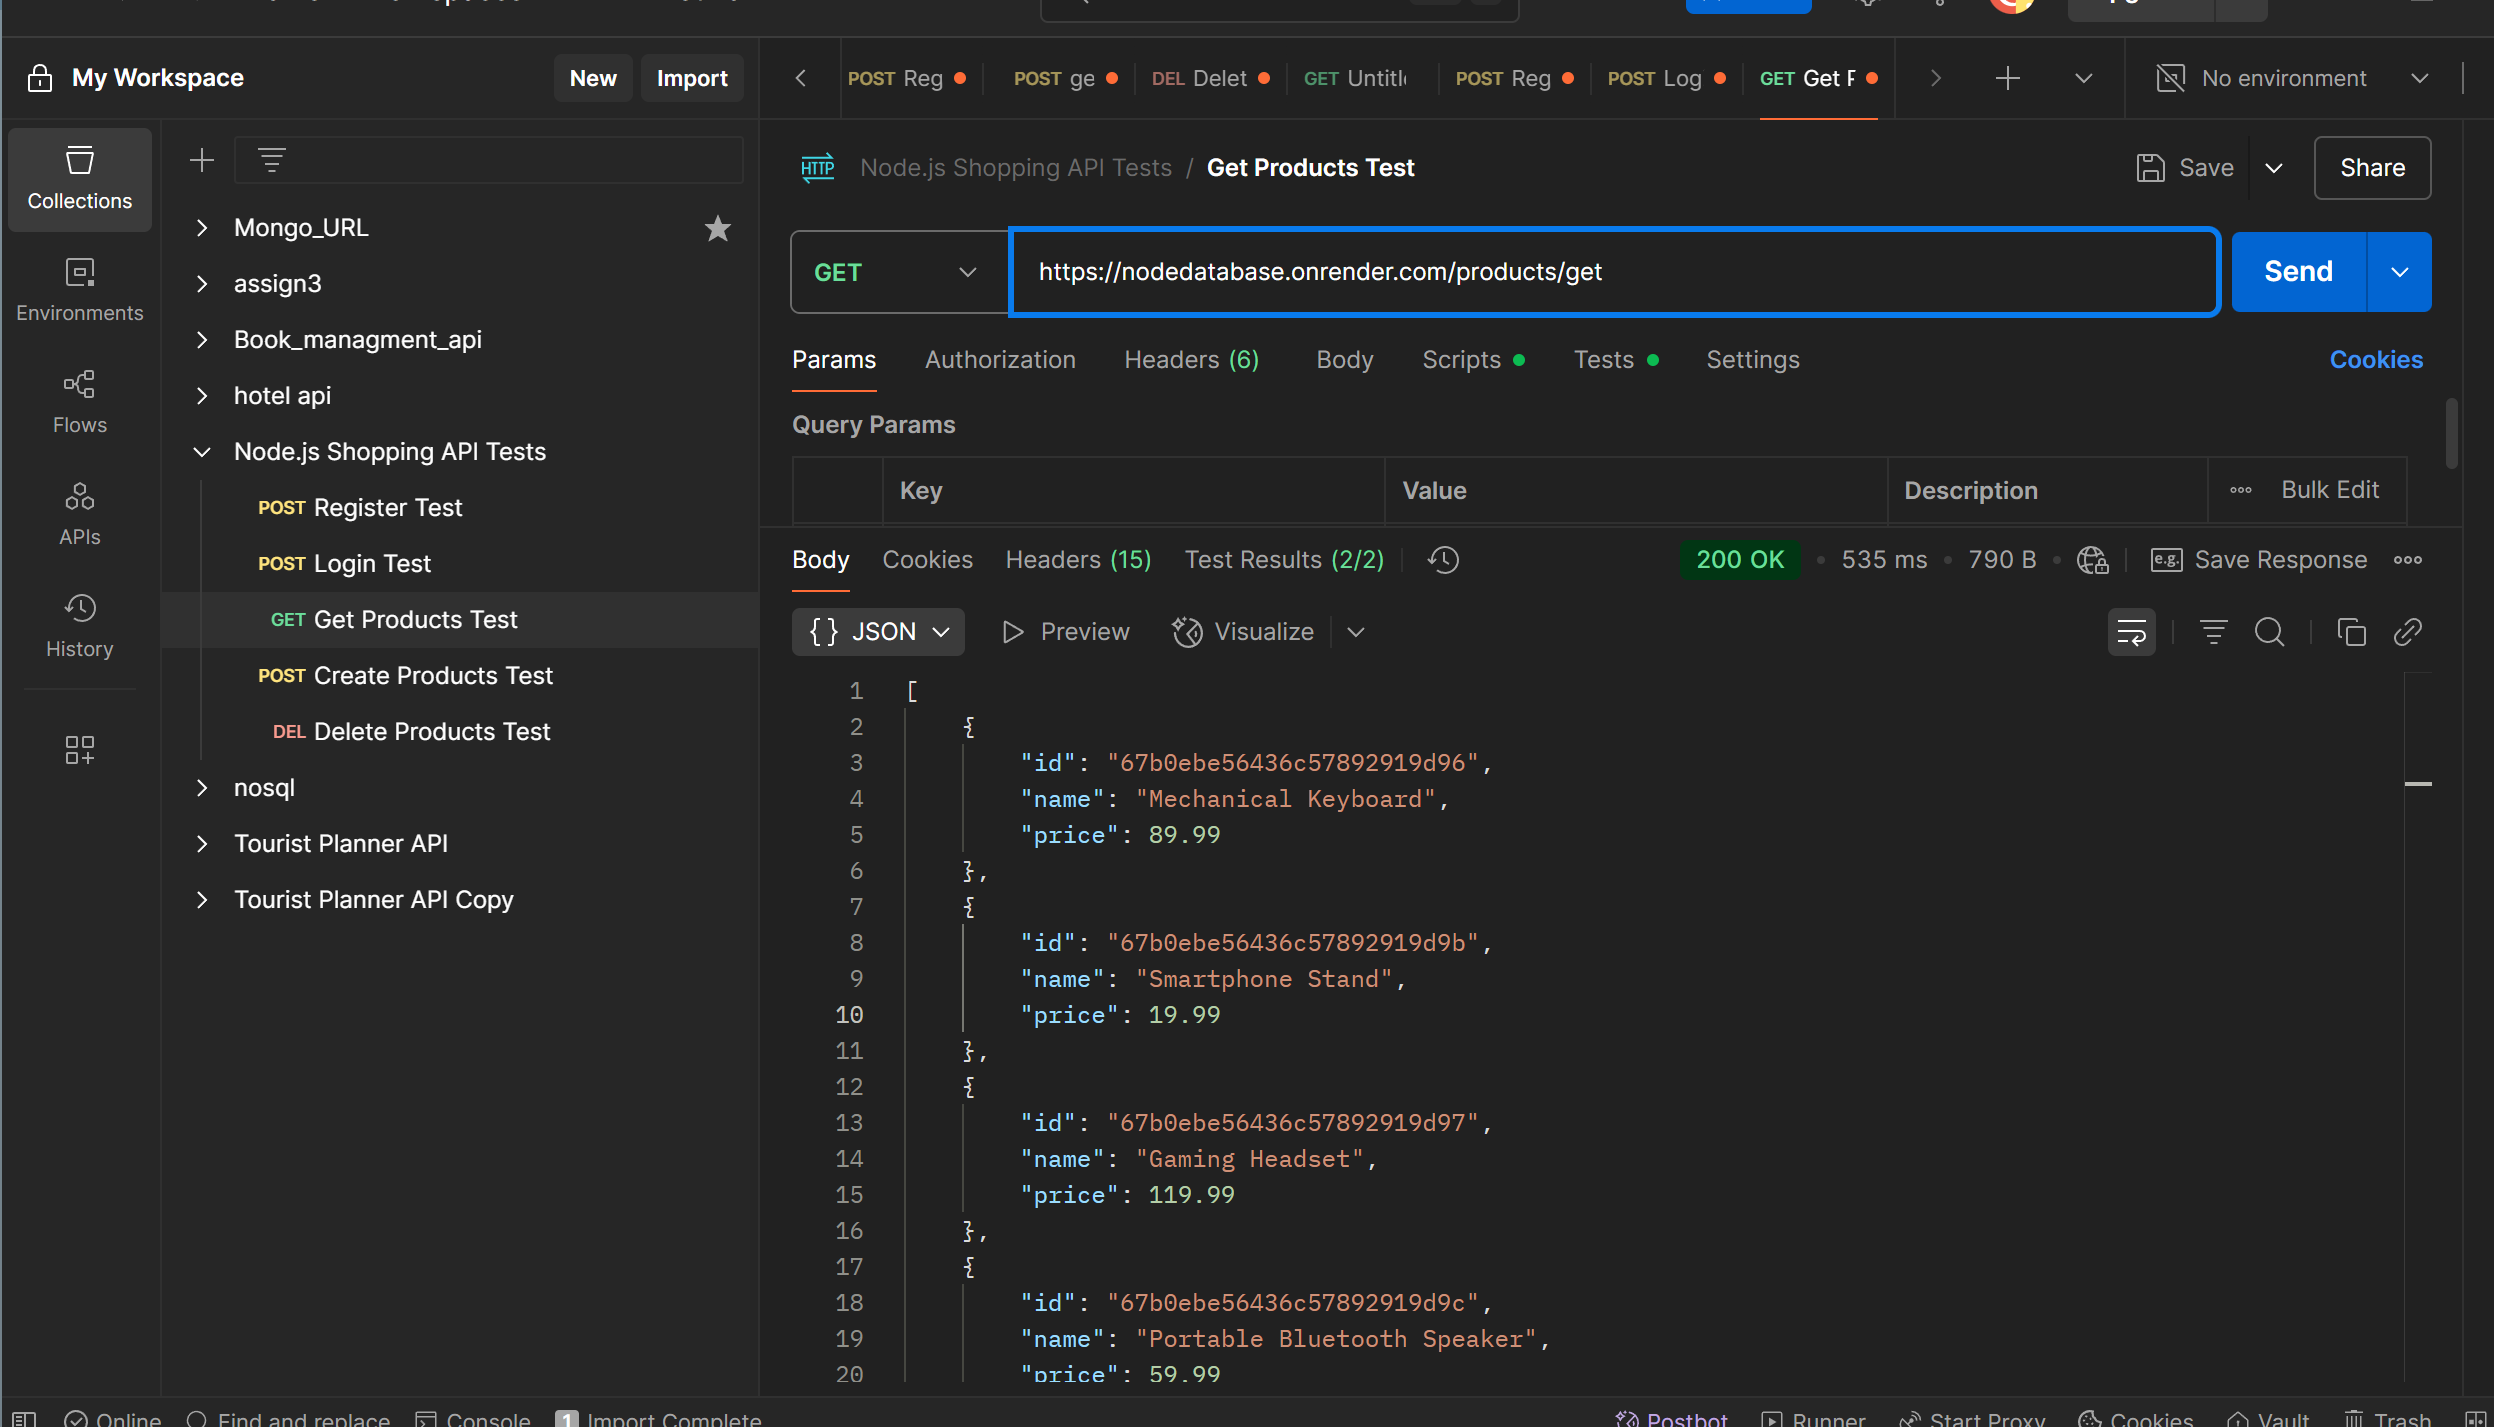 My Workspace
New
Import
POST Reg
POST ge
DEL Delet
GET Untitl
POST Reg
POST Log
GET Get P
No environment
Collections
Environments
Flows
APIs
History
Mongo_URL
assign3
Book_managment_api
hotel api
Node.js Shopping API Tests
POST Register Test
POST Login Test
GET Get Products Test
POST Create Products Test
DEL Delete Products Test
nosql
Tourist Planner API
Tourist Planner API Copy
HTTP Node.js Shopping API Tests / Get Products Test
Save
Share
GET
https://nodedatabase.onrender.com/products/get
Send
Params Authorization Headers (6) Body Scripts Tests Settings
Cookies
Query Params
Key Value Description Bulk Edit
Body Cookies Headers (15) Test Results (2/2)
200 OK 535 ms 790 B e.g. Save Response
{} JSON Preview Visualize
1 [
2 {
3 "id": "67b0ebe56436c57892919d96",
4 "name": "Mechanical Keyboard",
5 "price": 89.99
6 },
7 {
8 "id": "67b0ebe56436c57892919d9b",
9 "name": "Smartphone Stand",
10 "price": 19.99
11 },
12 {
13 "id": "67b0ebe56436c57892919d97",
14 "name": "Gaming Headset",
15 "price": 119.99
16 },
17 {
18 "id": "67b0ebe56436c57892919d9c",
19 "name": "Portable Bluetooth Speaker",
20 "price": 59.99
Online Find and replace Console 1 Import Complete
Postbot Runner Start Proxy Cookies Vault Trash